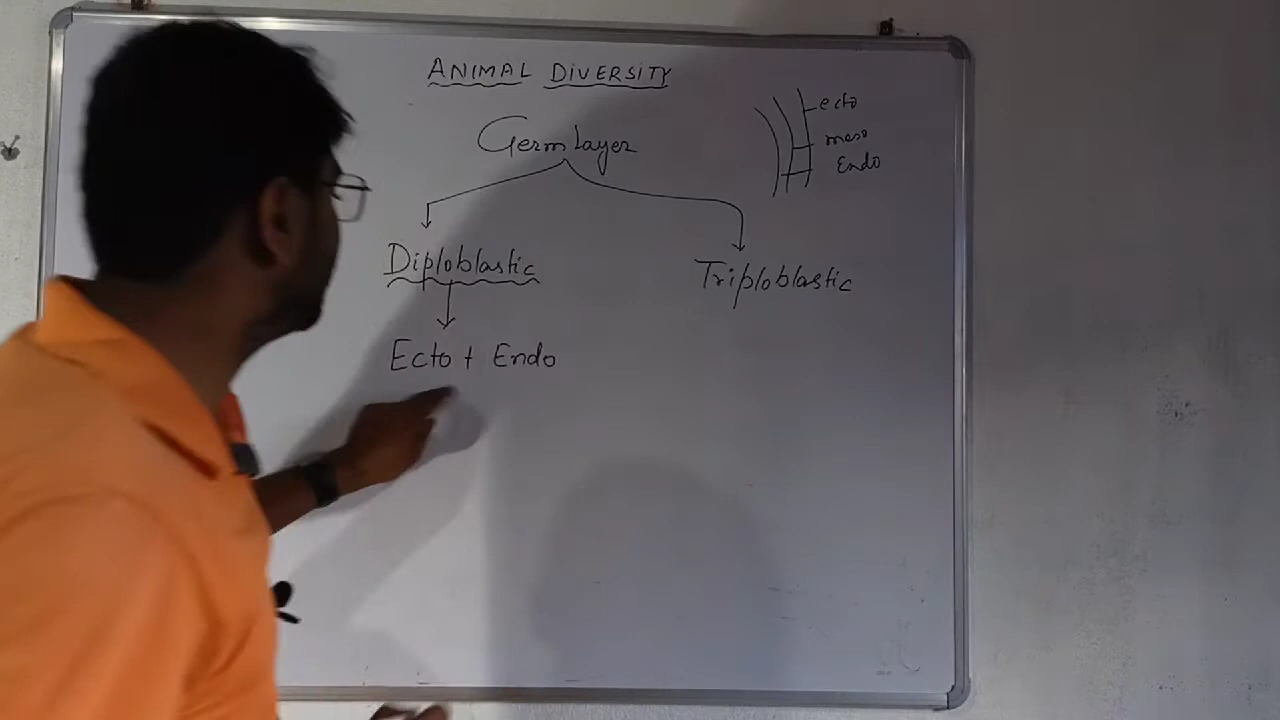 ANIMAL DIVERSITY
Germ Layer
ecto
meso
Endo
Diploblastic
Triploblastic
Ecto + Endo